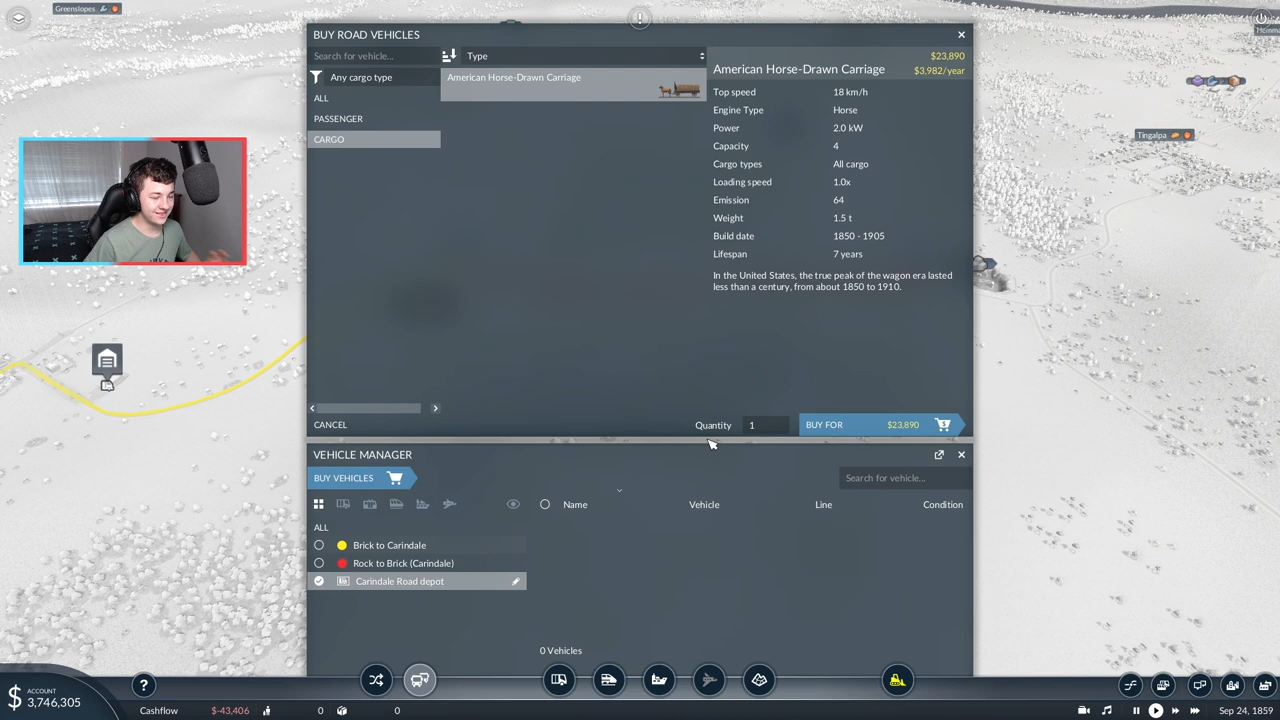 Greenslopes
BUY ROAD VEHICLES
Search for vehicle...
Type
Any cargo type
ALL
PASSENGER
CARGO
American Horse-Drawn Carriage
$23,890
American Horse-Drawn Carriage
$3,982/year
Top speed 18 km/h
Engine Type Horse
Power 2.0 kW
Capacity 4
Cargo types All cargo
Loading speed 1.0x
Emission 64
Weight 1.5 t
Build date 1850 - 1905
Lifespan 7 years
In the United States, the true peak of the wagon era lasted
less than a century, from about 1850 to 1910.
Tingalpa
CANCEL
Quantity 1
BUY FOR $23,890
VEHICLE MANAGER
BUY VEHICLES
Search for vehicle...
Name Vehicle Line Condition
ALL
Brick to Carindale
Rock to Brick (Carindale)
Carindale Road depot
0 Vehicles
$ ACCOUNT
3,746,305
?
Cashflow $-43,406 0 0
Sep 24, 1859